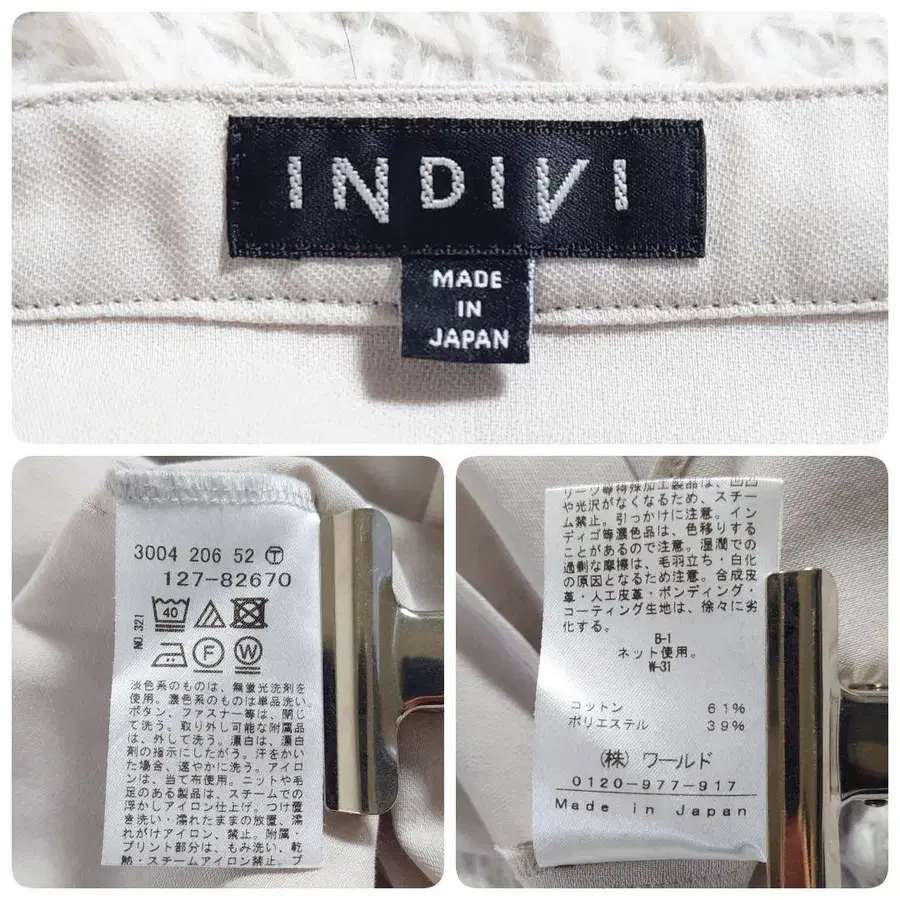 INDIVI
MADE
IN
JAPAN
3004 206 52 Ⓣ
127-82670
NO.321
40
F
W
淡色系のものは、無蛍光洗剤を
使用。濃色系のものは単品洗い。
ボタン、ファスナー等は、閉じ
て洗う。取り外し可能な附属品
は、外して洗う。漂白は、漂白
剤の指示にしたがう。汗をかい
た場合、速やかに洗う。アイロ
ンは、当て布使用。ニットや毛
足のある製品は、スチームでの
浮かしアイロン仕上げ。つけ置
き洗い・濡れたままの放置、濡
れがけアイロン、禁止。附属・
プリント部分は、もみ洗い、乾
熱・スチームアイロン禁止。プ
リーツ等特殊加工製品は、凹凸
や光沢がなくなるため、スチー
ム禁止。引っかけに注意。イン
ディゴ等濃色品は、色移りする
ことがあるので注意。湿潤での
過剰な摩擦は、毛羽立ち・白化
の原因となるため注意。合成皮
革・人工皮革・ボンディング・
コーティング生地は、徐々に劣
化する。
B-1
ネット使用。
W-31
コットン 61%
ポリエステル 39%
(株) ワールド
0120-977-917
Made in Japan